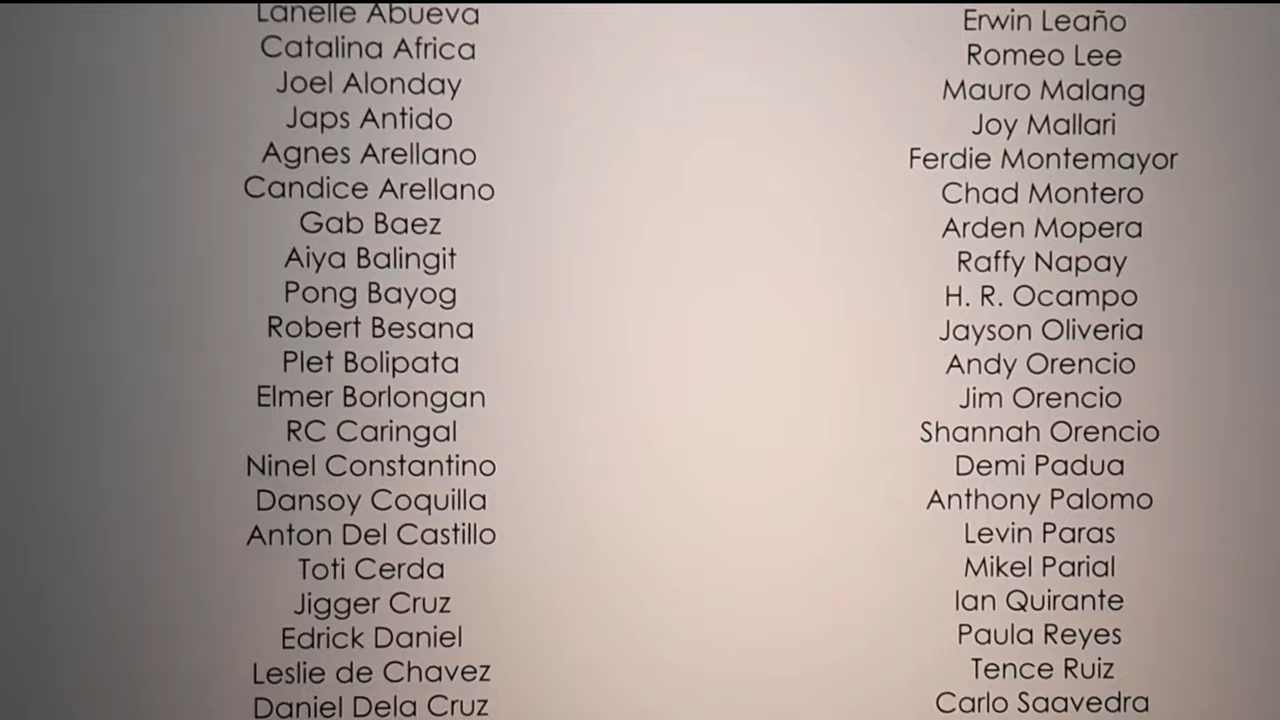 Lanelle Abueva
Catalina Africa
Joel Alonday
Japs Antido
Agnes Arellano
Candice Arellano
Gab Baez
Aiya Balingit
Pong Bayog
Robert Besana
Plet Bolipata
Elmer Borlongan
RC Caringal
Ninel Constantino
Dansoy Coquilla
Anton Del Castillo
Toti Cerda
Jigger Cruz
Edrick Daniel
Leslie de Chavez
Daniel Dela Cruz
Erwin Leaño
Romeo Lee
Mauro Malang
Joy Mallari
Ferdie Montemayor
Chad Montero
Arden Mopera
Raffy Napay
H. R. Ocampo
Jayson Oliveria
Andy Orencio
Jim Orencio
Shannah Orencio
Demi Padua
Anthony Palomo
Levin Paras
Mikel Parial
Ian Quirante
Paula Reyes
Tence Ruiz
Carlo Saavedra